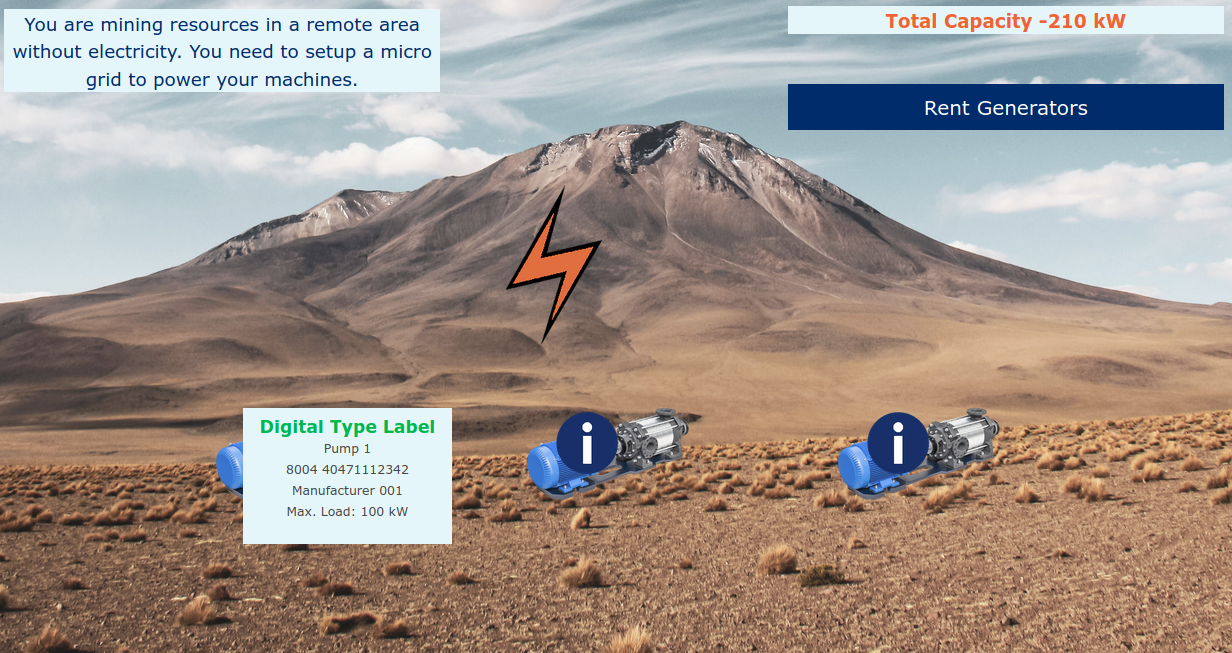 You are mining resources in a remote area
without electricity. You need to setup a micro
grid to power your machines.
Total Capacity -210 kW
Rent Generators
Digital Type Label
Pump 1
8004 40471112342
Manufacturer 001
Max. Load: 100 kW
i
i